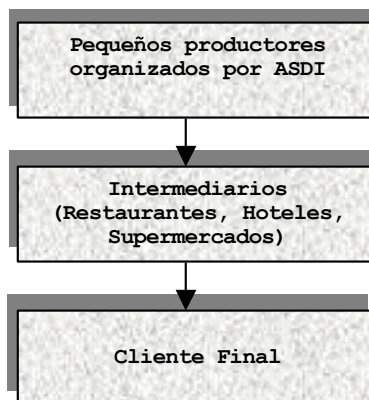 Pequeños productores
organizados por ASDI
Intermediarios
(Restaurantes, Hoteles,
Supermercados)
Cliente Final